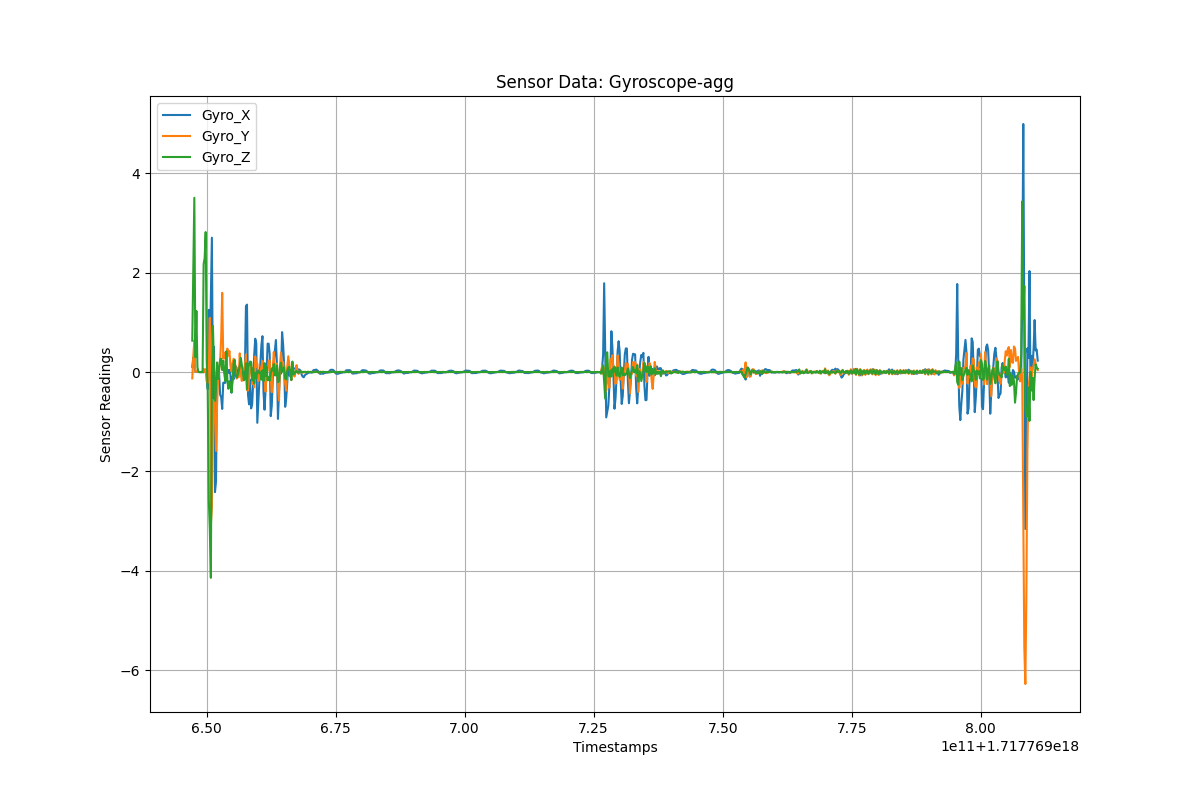 Sensor Data: Gyroscope-agg
Gyro_X
Gyro_Y
Gyro_Z
4
2
0
−2
−4
−6
Sensor Readings
6.50 6.75 7.00 7.25 7.50 7.75 8.00
Timestamps
1e11+1.717769e18